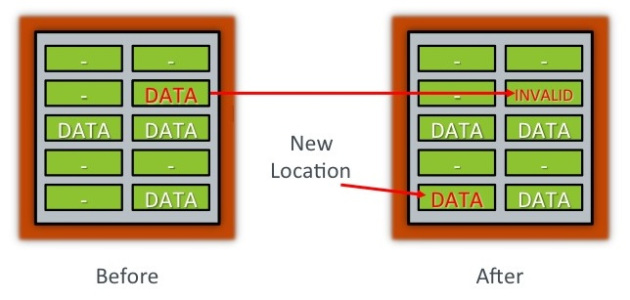 - -
- DATA
DATA DATA
- -
- DATA
Before
New
Location
- -
- INVALID
DATA DATA
- -
DATA DATA
After